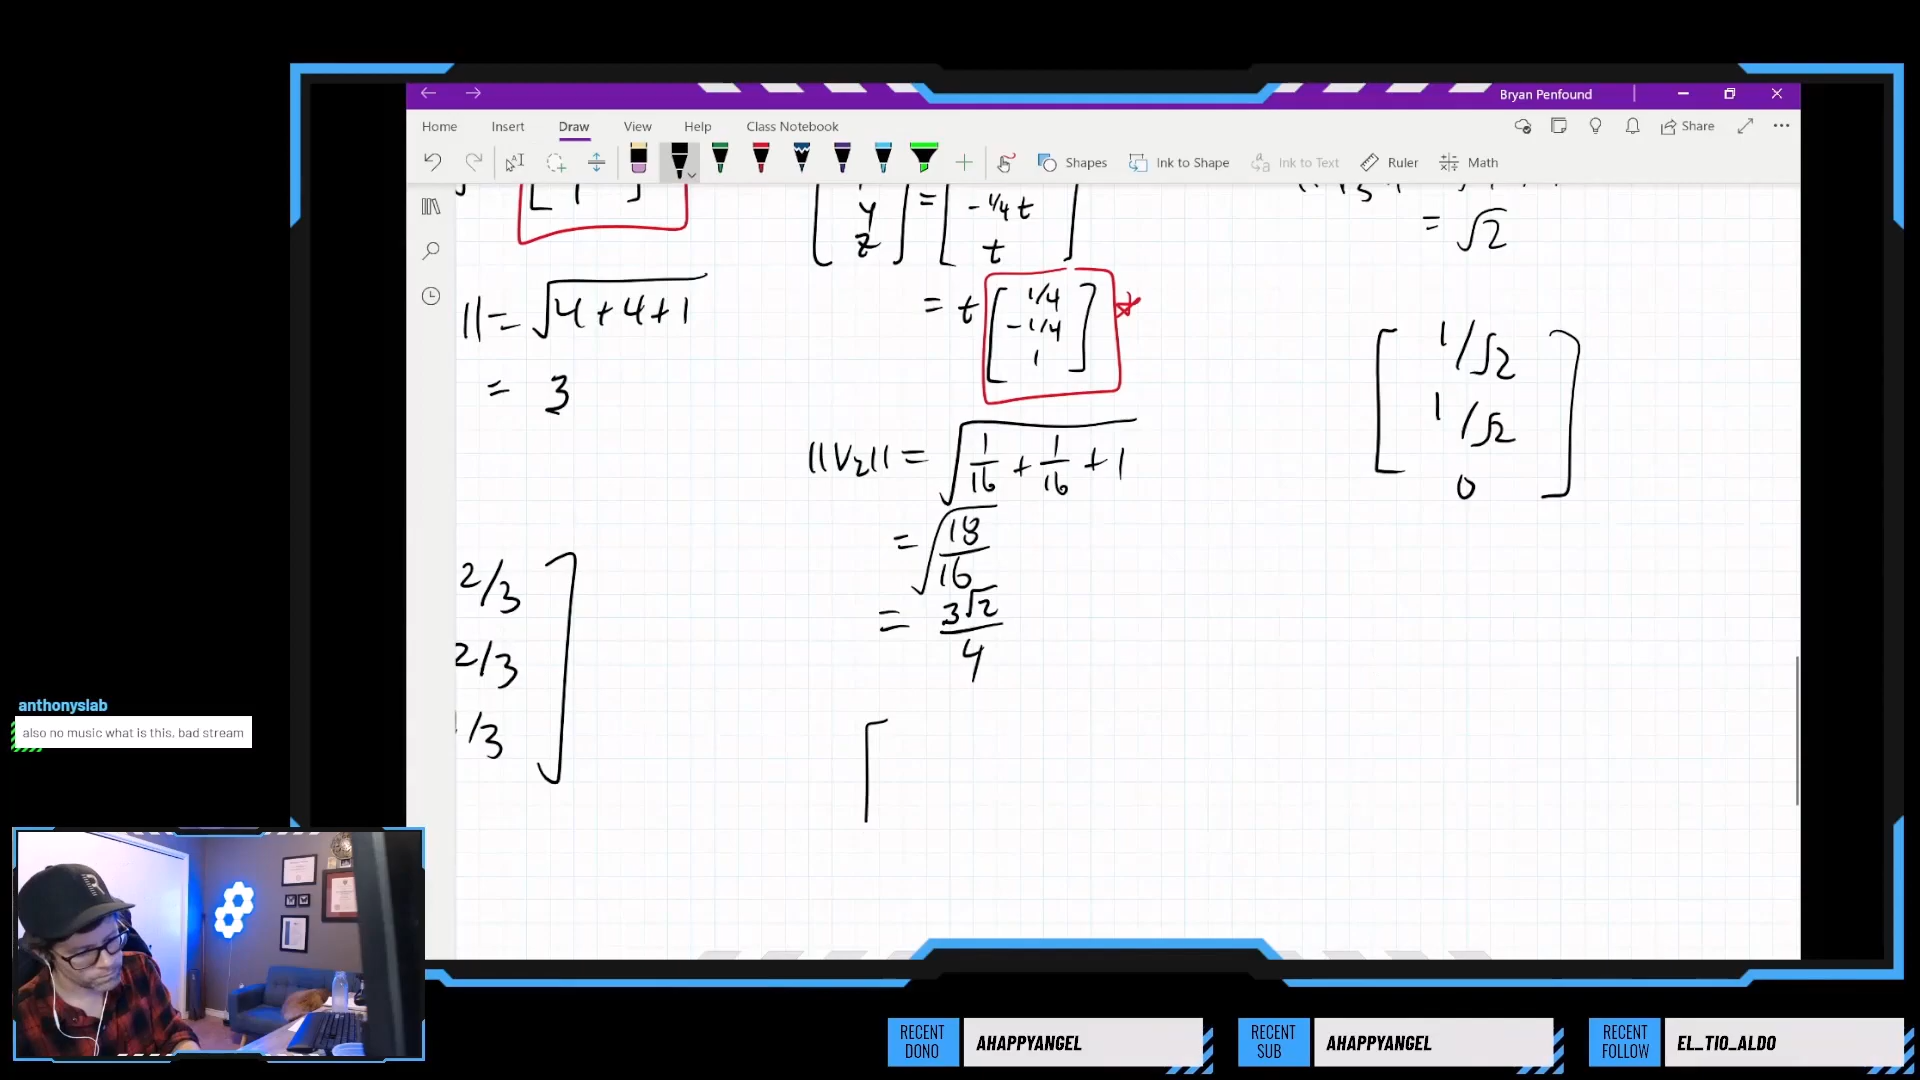 Bryan Penfound
Home Insert Draw View Help Class Notebook
Share
Shapes Ink to Shape Ink to Text Ruler Math
1
|| = √4+4+1
= 3
2/3
2/3
1/3
y
z
= -1/4 t
t
= t [ 1/4
-1/4
1 ] *
||V₂|| = √1/16 + 1/16 + 1
= √18/16
= 3√2/4
= √2
1/√2
1/√2
0
anthonyslab
also no music what is this, bad stream
RECENT DONO AHAPPYANGEL
RECENT SUB AHAPPYANGEL
RECENT FOLLOW EL_TIO_ALDO